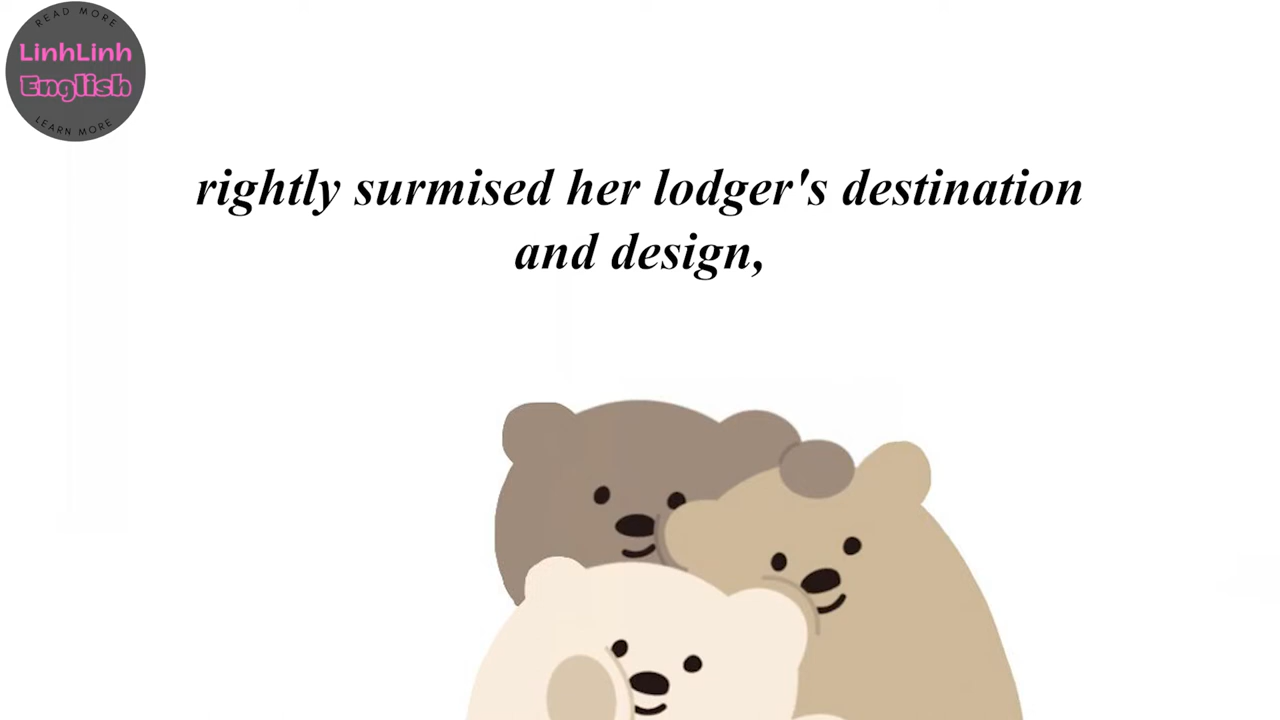 READ MORE
LinhLinh
English
LEARN MORE
rightly surmised her lodger's destination
and design,